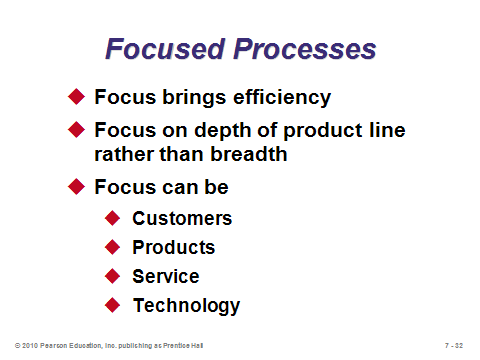 Focused Processes
Focus brings efficiency
Focus on depth of product line
rather than breadth
Focus can be
Customers
Products
Service
Technology
© 2010 Pearson Education, Inc. publishing as Prentice Hall
7 - 32